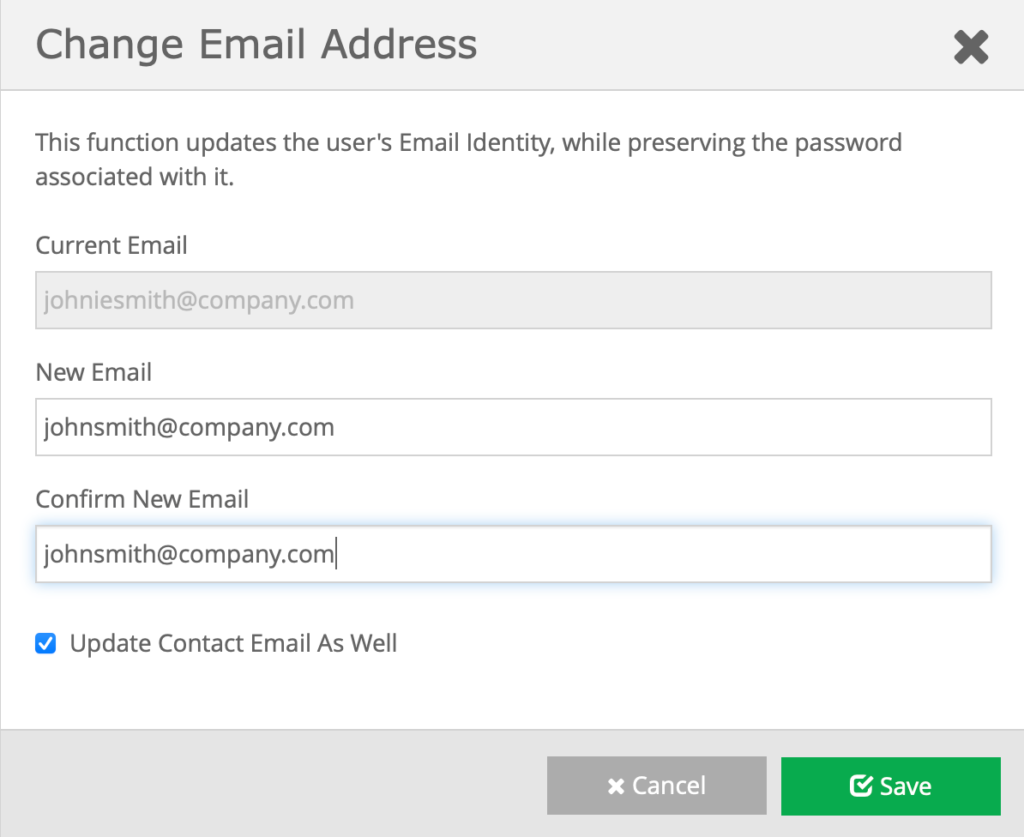 Change Email Address
This function updates the user's Email Identity, while preserving the password
associated with it.
Current Email
johniesmith@company.com
New Email
johnsmith@company.com
Confirm New Email
johnsmith@company.com
Update Contact Email As Well
Cancel
Save